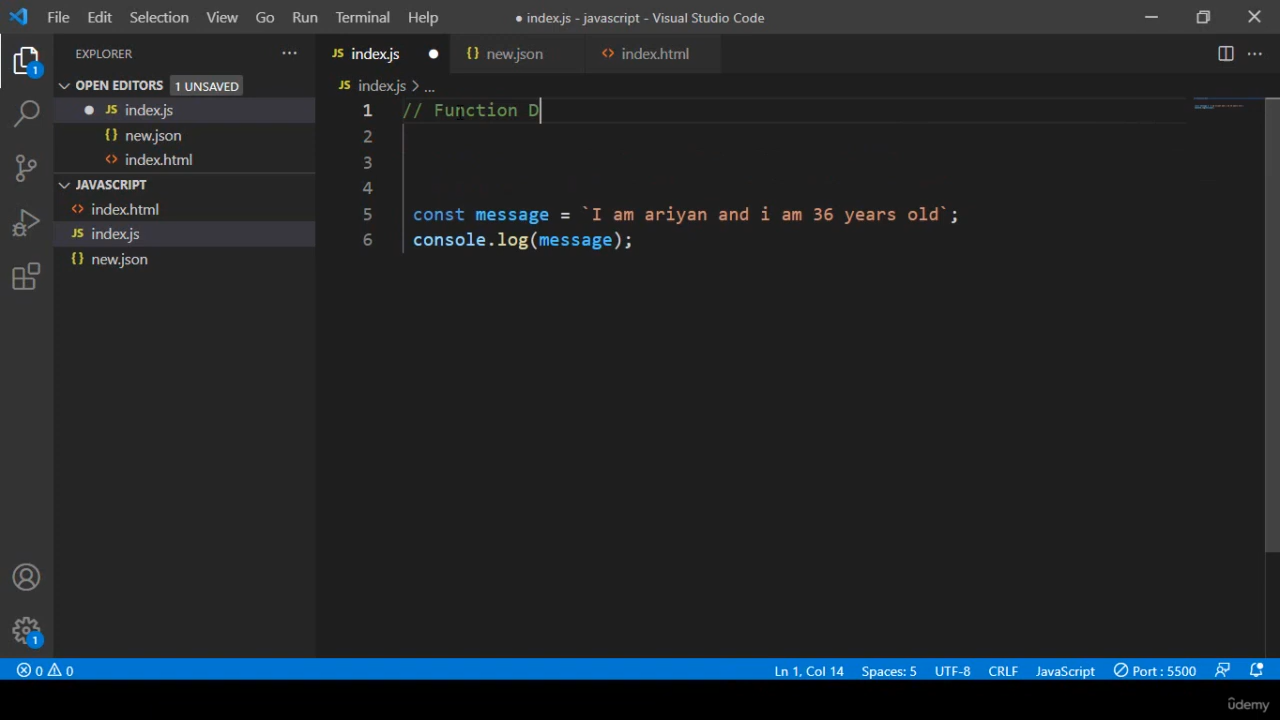 File Edit Selection View Go Run Terminal Help ● index.js - javascript - Visual Studio Code
EXPLORER ...
JS index.js ● {} new.json <> index.html ...
OPEN EDITORS 1 UNSAVED
JS index.js > ...
● JS index.js
{} new.json
<> index.html
JAVASCRIPT
<> index.html
JS index.js
{} new.json
1 // Function D
2
3
4
5 const message = `I am ariyan and i am 36 years old`;
6 console.log(message);
1
1
0 0 Ln 1, Col 14 Spaces: 5 UTF-8 CRLF JavaScript Port : 5500
ûdemy